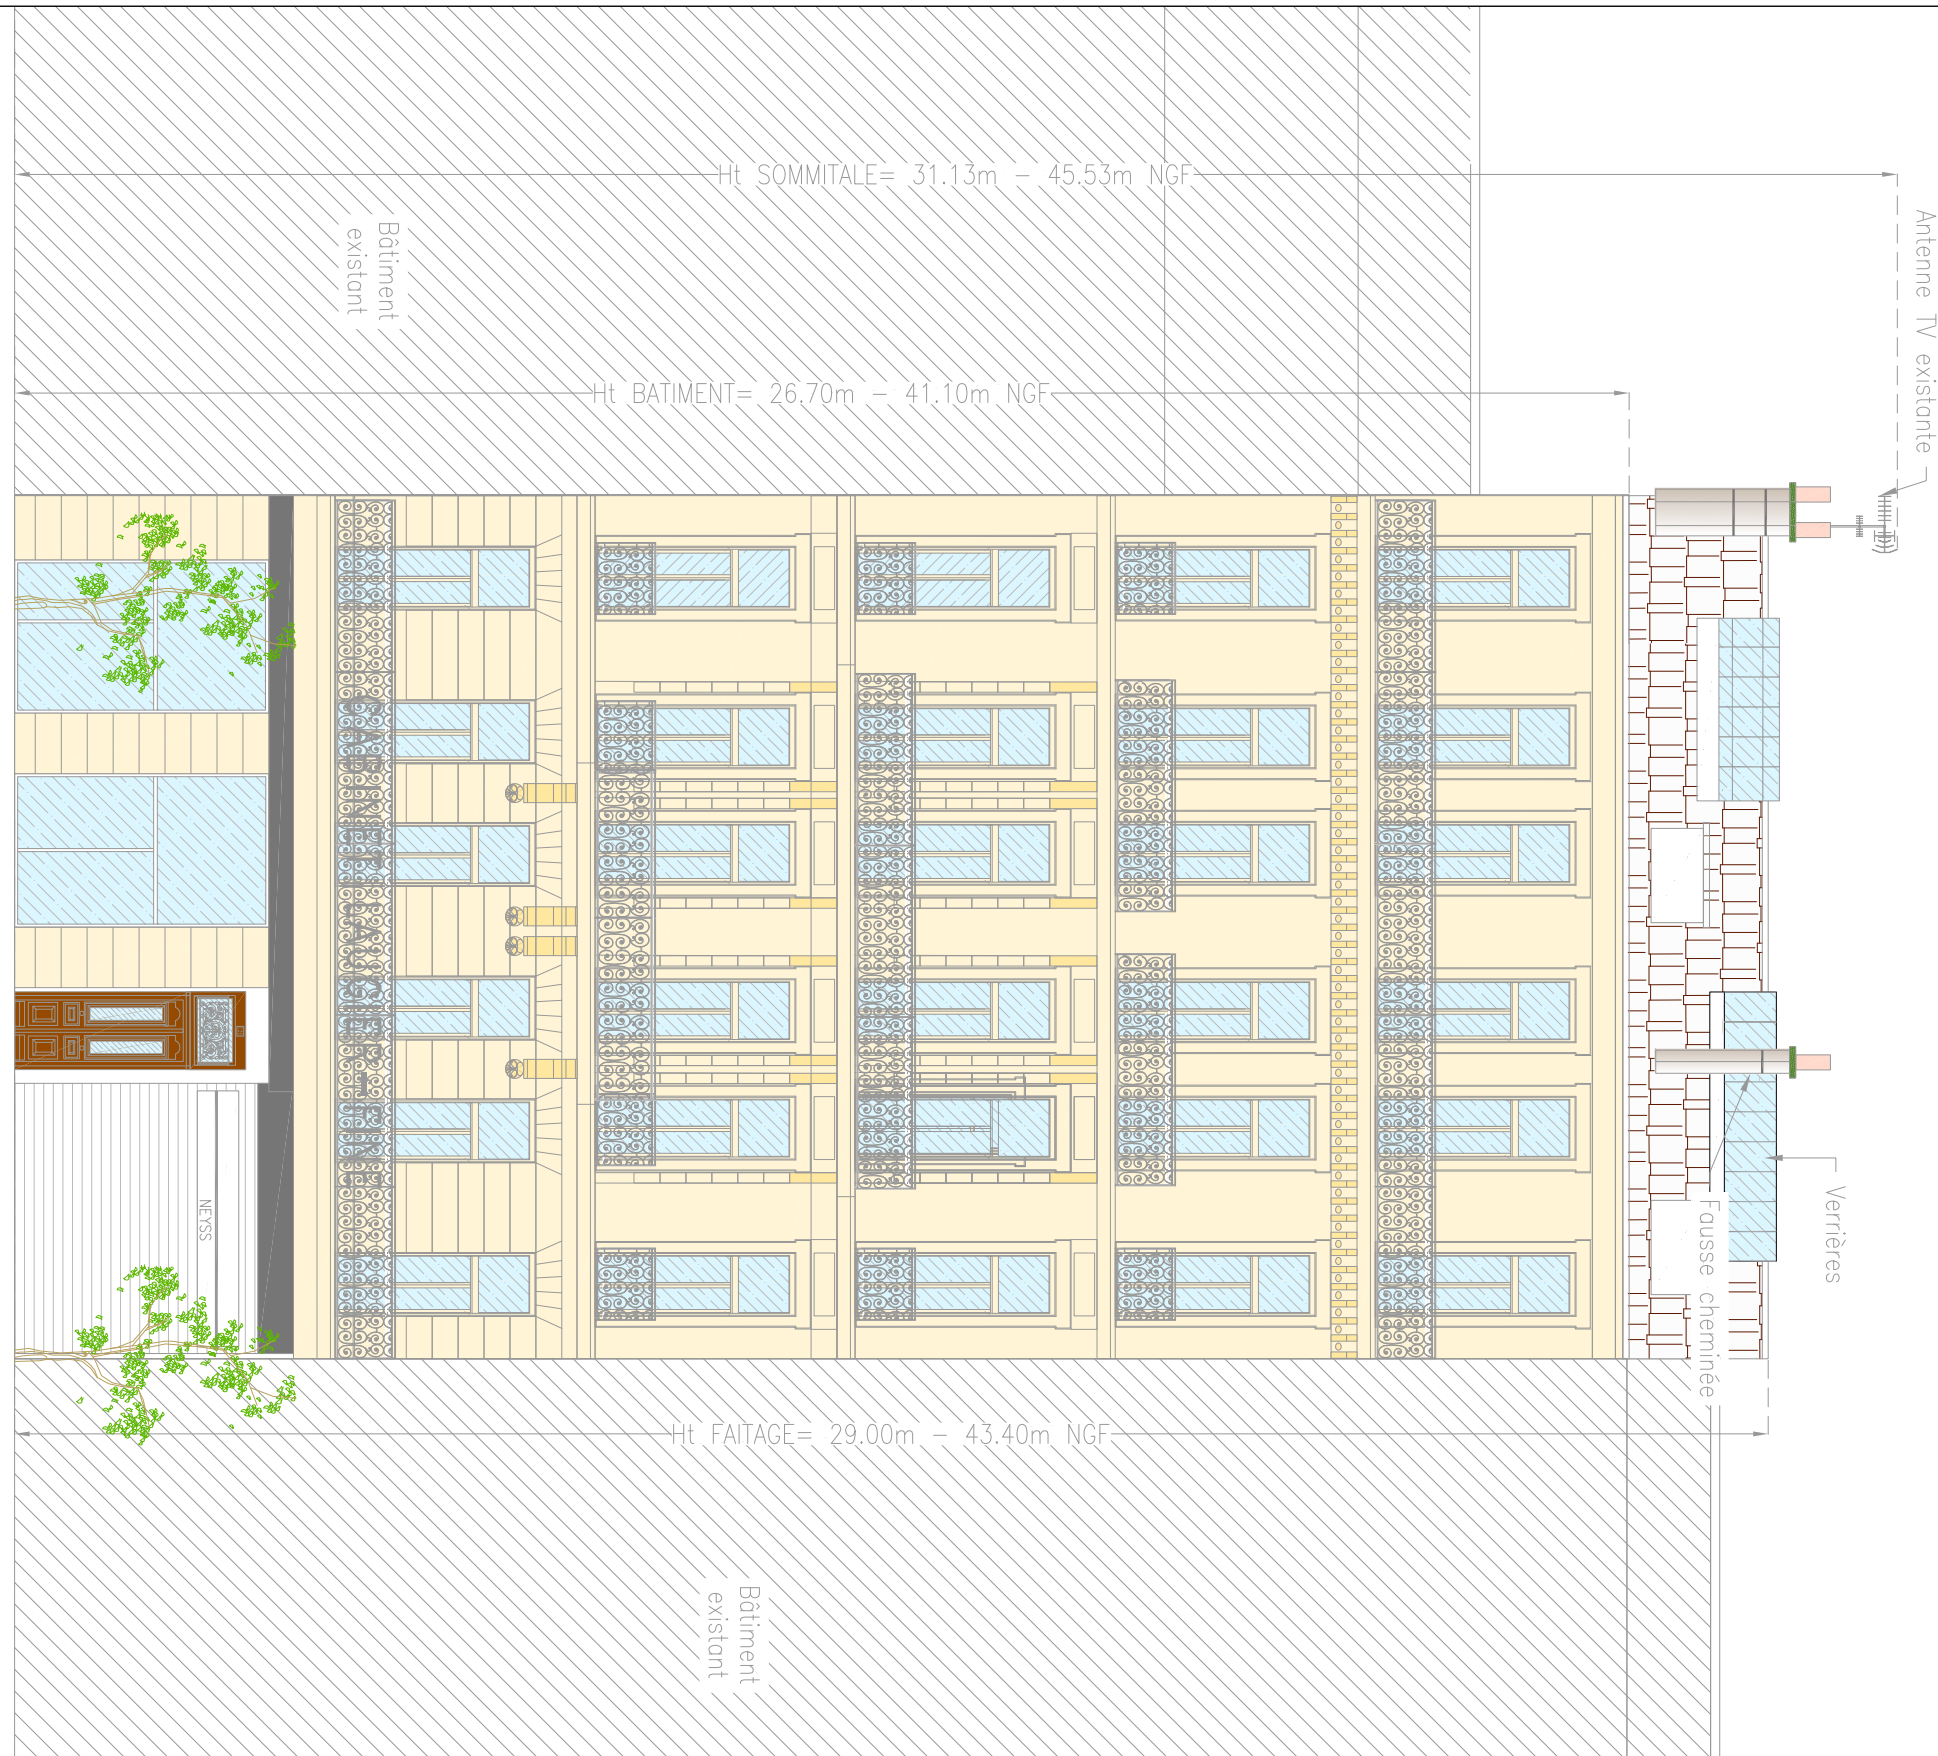 Antenne TV existante
Ht SOMMITALE= 31.13m - 45.53m NGF
Bâtiment
existant
Ht BATIMENT= 26.70m - 41.10m NGF
Verrières
Fausse cheminée
NEYSS
Ht FAITAGE= 29.00m - 43.40m NGF
Bâtiment
existant